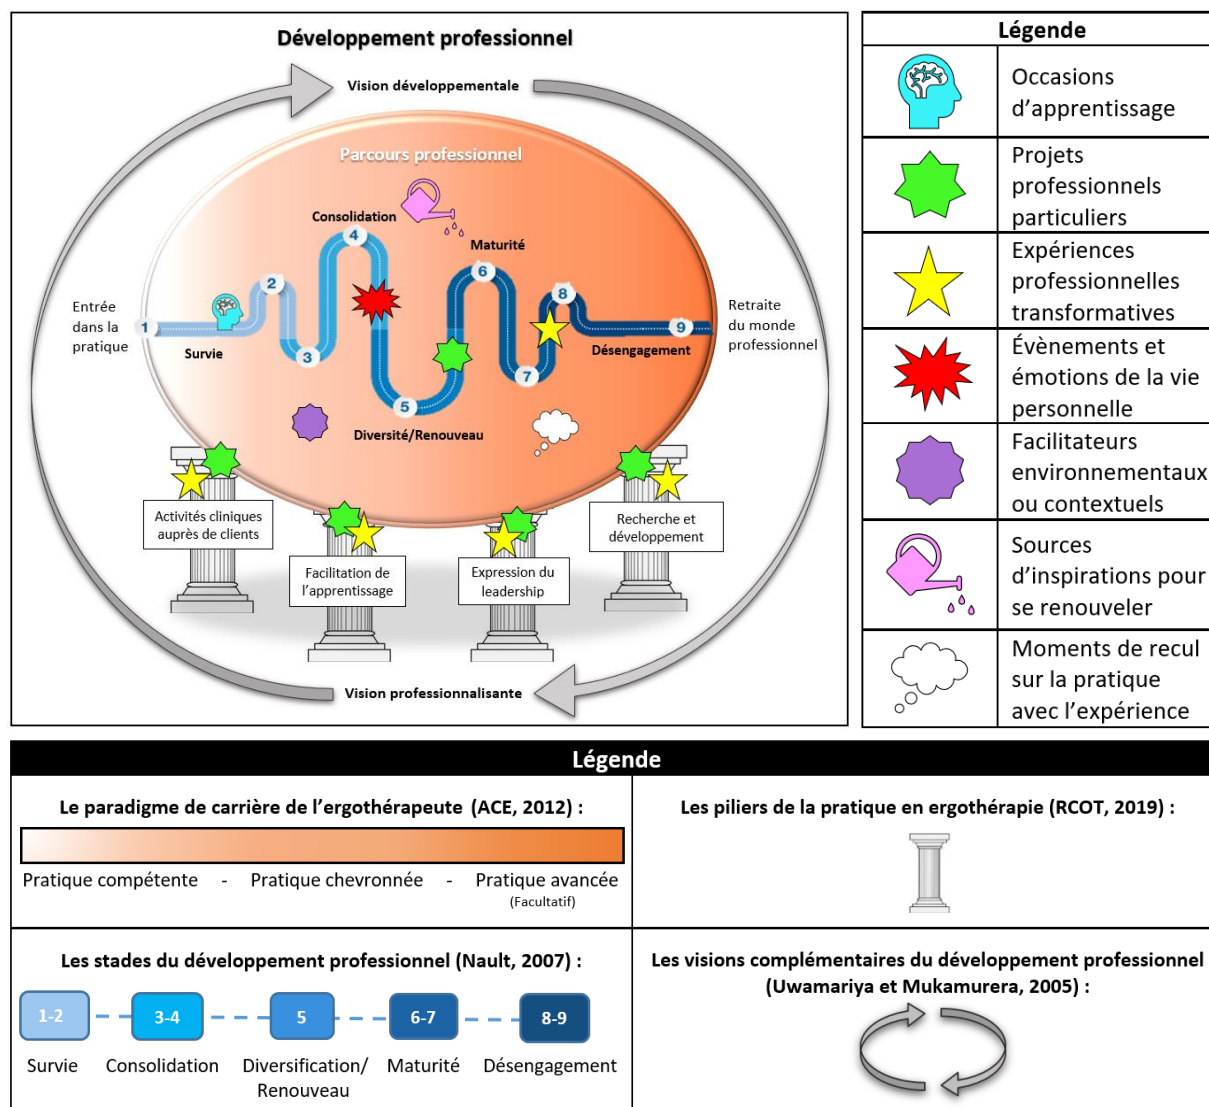 Développement professionnel
Vision développementale
Parcours professionnel
Consolidation
4
Maturité
2
6
8
Entrée
dans la
pratique
1
Survie
3
Retraite
du monde
professionnel
9
Désengagement
7
5
Diversité/Renouveau
Activités cliniques
auprès de clients
Facilitation de
l'apprentissage
Expression du
leadership
Recherche et
développement
Vision professionnalisante
Légende
Occasions
d'apprentissage
Projets
professionnels
particuliers
Expériences
professionnelles
transformatives
Évènements et
émotions de la vie
personnelle
Facilitateurs
environnementaux
ou contextuels
Sources
d'inspirations pour
se renouveler
Moments de recul
sur la pratique
avec l'expérience
Légende
Le paradigme de carrière de l'ergothérapeute (ACE, 2012) :
Pratique compétente - Pratique chevronnée - Pratique avancée
(Facultatif)
Les piliers de la pratique en ergothérapie (RCOT, 2019) :
Les stades du développement professionnel (Nault, 2007) :
1-2 3-4 5 6-7 8-9
Survie Consolidation Diversification/ Maturité Désengagement
Renouveau
Les visions complémentaires du développement professionnel
(Uwamariya et Mukamurera, 2005) :